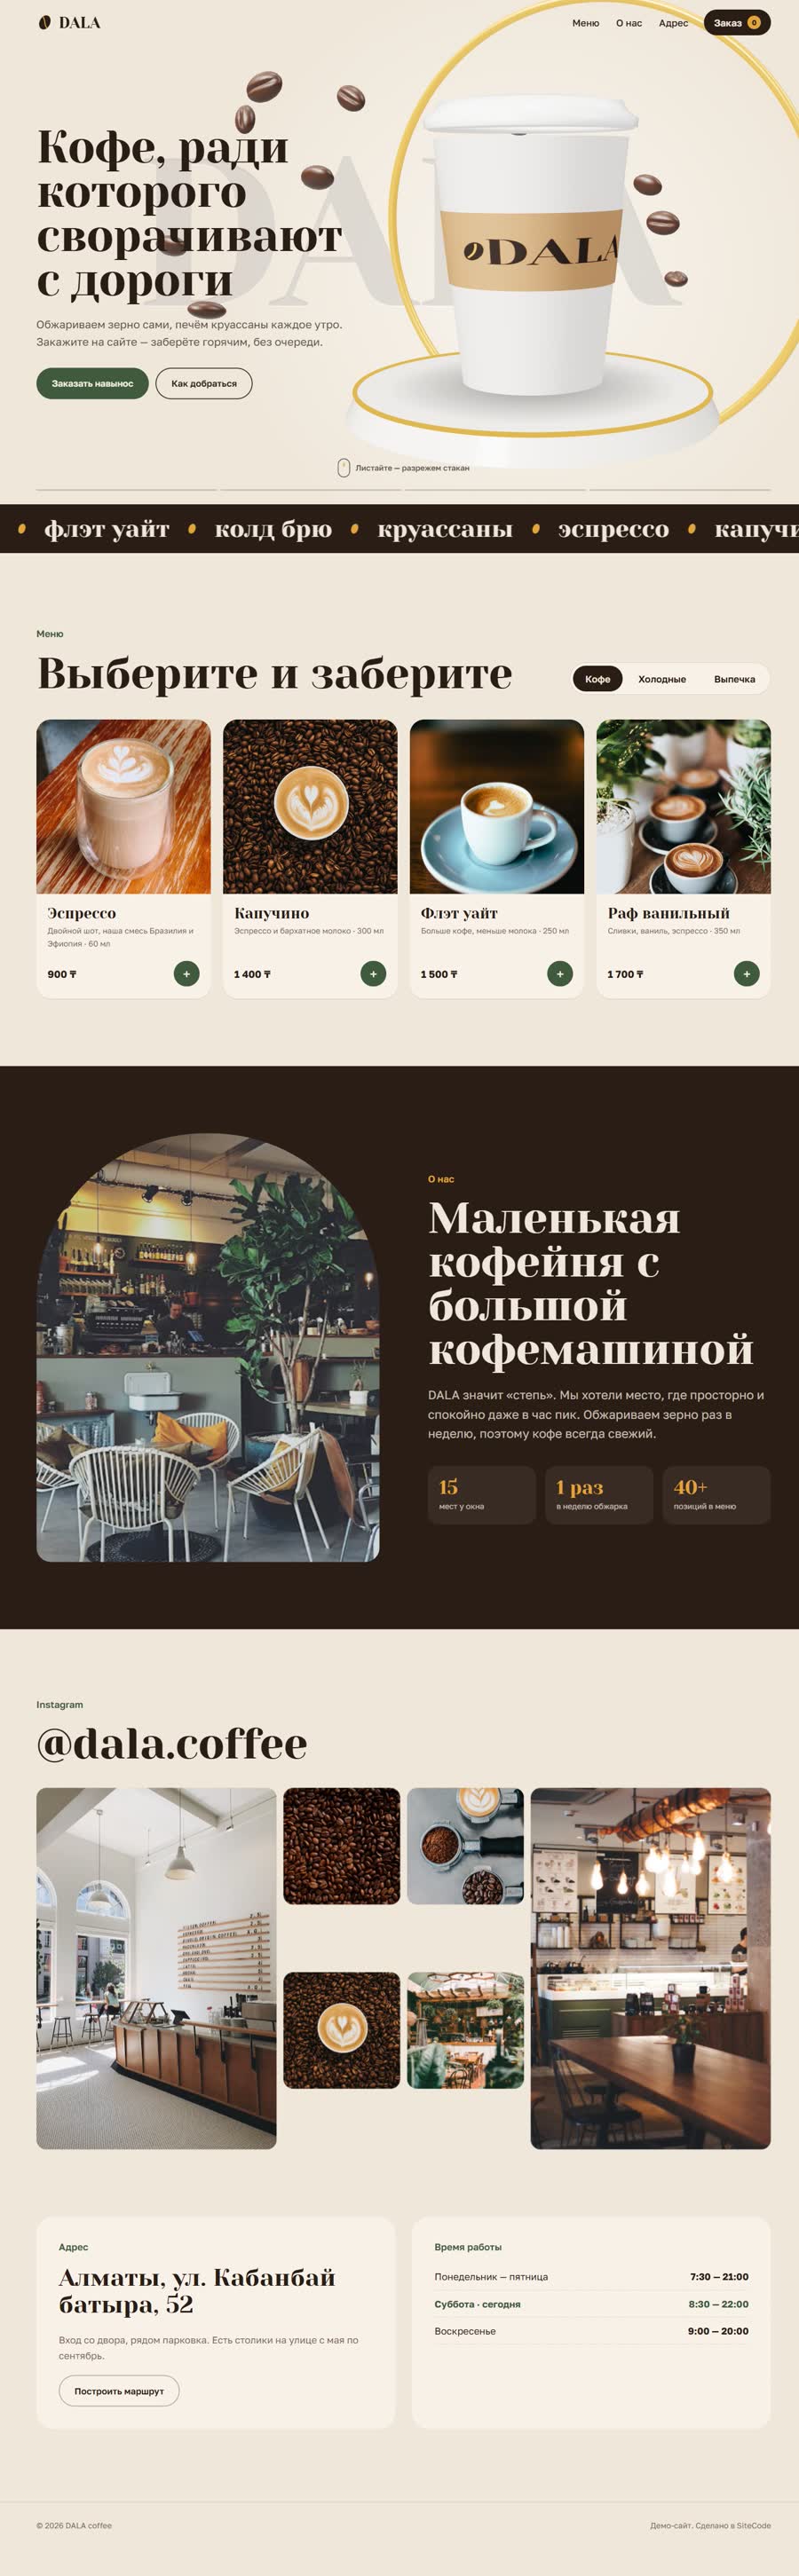 DALA
Меню
О нас
Адрес
Заказ 0
DALA
Кофе, ради
которого
сворачивают
с дороги
DALA
Обжариваем зерно сами, печём круассаны каждое утро.
Закажите на сайте — заберёте горячим, без очереди.
Заказать навынос
Как добраться
Листайте — разрежем стакан
флэт уайт
колд брю
круассаны
эспрессо
капучи
Меню
Выберите и заберите
Кофе
Холодные
Выпечка
Эспрессо
Двойной шот, наша смесь Бразилия и
Эфиопия · 60 мл
900 ₸
+
Капучино
Эспрессо и бархатное молоко · 300 мл
1 400 ₸
+
Флэт уайт
Больше кофе, меньше молока · 250 мл
1 500 ₸
+
Раф ванильный
Сливки, ваниль, эспрессо · 350 мл
1 700 ₸
+
О нас
Маленькая
кофейня с
большой
кофемашиной
DALA значит «степь». Мы хотели место, где просторно и
спокойно даже в час пик. Обжариваем зерно раз в
неделю, поэтому кофе всегда свежий.
15
мест у окна
1 раз
в неделю обжарка
40+
позиций в меню
Instagram
@dala.coffee
Адрес
Алматы, ул. Кабанбай
батыра, 52
Вход со двора, рядом парковка. Есть столики на улице с мая по
сентябрь.
Построить маршрут
Время работы
Понедельник — пятница 7:30 — 21:00
Суббота · сегодня 8:30 — 22:00
Воскресенье 9:00 — 20:00
© 2026 DALA coffee
Демо-сайт. Сделано в SiteCode